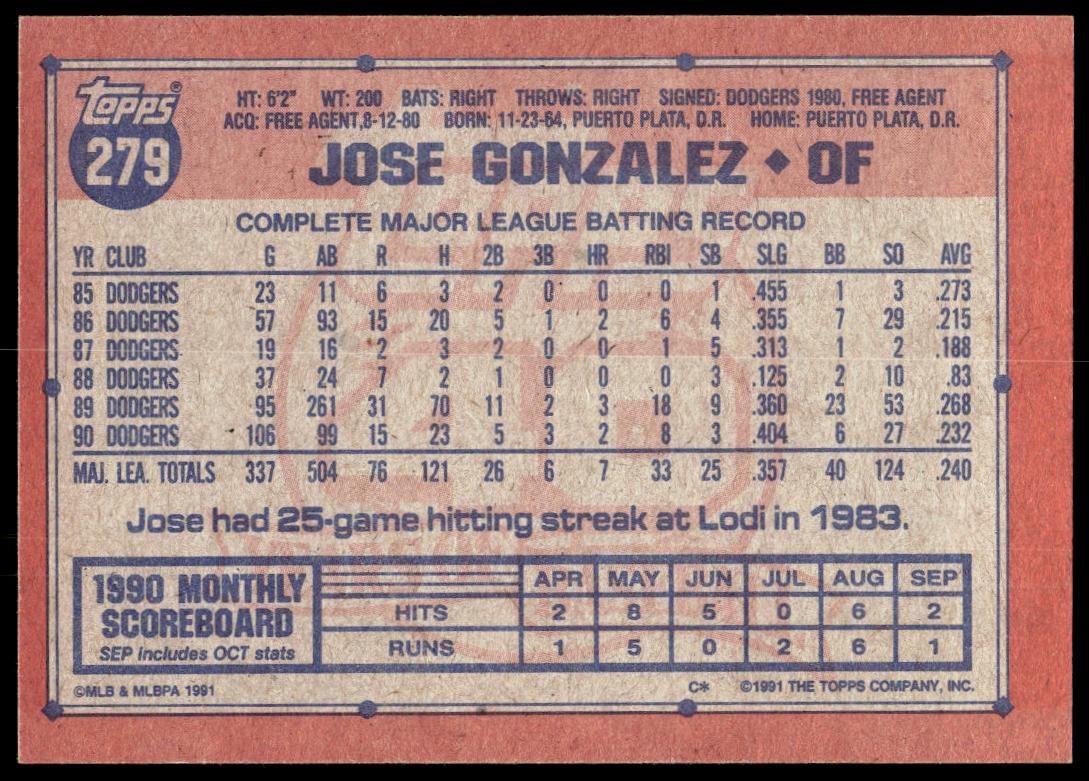 Topps®
279
HT: 6'2" WT: 200 BATS: RIGHT THROWS: RIGHT SIGNED: DODGERS 1980, FREE AGENT
ACQ: FREE AGENT,8-12-80 BORN: 11-23-64, PUERTO PLATA, D.R. HOME: PUERTO PLATA, D.R.
JOSE GONZALEZ ◆ OF
COMPLETE MAJOR LEAGUE BATTING RECORD
YR CLUB G AB R H 2B 3B HR RBI SB SLG BB SO AVG
85 DODGERS 23 11 6 3 2 0 0 0 1 .455 1 3 .273
86 DODGERS 57 93 15 20 5 1 2 6 4 .355 7 29 .215
87 DODGERS 19 16 2 3 2 0 0 1 5 .313 1 2 .188
88 DODGERS 37 24 7 2 1 0 0 0 3 .125 2 10 .83
89 DODGERS 95 261 31 70 11 2 3 18 9 .360 23 53 .268
90 DODGERS 106 99 15 23 5 3 2 8 3 .404 6 27 .232
MAJ. LEA. TOTALS 337 504 76 121 26 6 7 33 25 .357 40 124 .240
Jose had 25-game hitting streak at Lodi in 1983.
1990 MONTHLY
SCOREBOARD
SEP includes OCT stats
APR MAY JUN JUL AUG SEP
HITS 2 8 5 0 6 2
RUNS 1 5 0 2 6 1
©MLB & MLBPA 1991
C* ©1991 THE TOPPS COMPANY, INC.